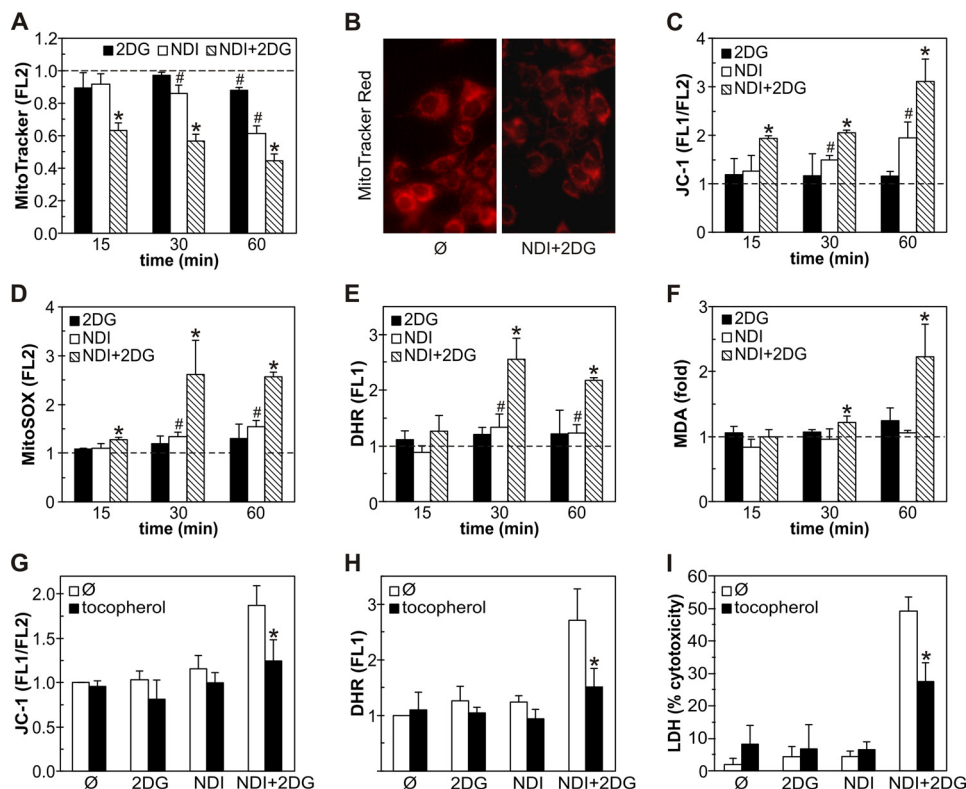 A
MitoTracker (FL2)
1.2
1.0
0.8
0.6
0.4
0.2
0.0
2DG NDI NDI+2DG
# # #
* * *
15 30 60
time (min)
B
MitoTracker Red
Ø NDI+2DG
C
JC-1 (FL1/FL2)
4
3
2
1
0
2DG
NDI
NDI+2DG
* # * # *
15 30 60
time (min)
D
MitoSOX (FL2)
4
3
2
1
0
2DG
NDI
NDI+2DG
* # * # *
15 30 60
time (min)
E
DHR (FL1)
3
2
1
0
2DG
NDI
NDI+2DG
# * # *
15 30 60
time (min)
F
MDA (fold)
3
2
1
0
2DG
NDI
NDI+2DG
* *
15 30 60
time (min)
G
JC-1 (FL1/FL2)
2.0
1.5
1.0
0.5
0.0
Ø
tocopherol
*
Ø 2DG NDI NDI+2DG
H
DHR (FL1)
3
2
1
0
Ø
tocopherol
*
Ø 2DG NDI NDI+2DG
I
LDH (% cytotoxicity)
60
50
40
30
20
10
0
Ø
tocopherol
*
Ø 2DG NDI NDI+2DG